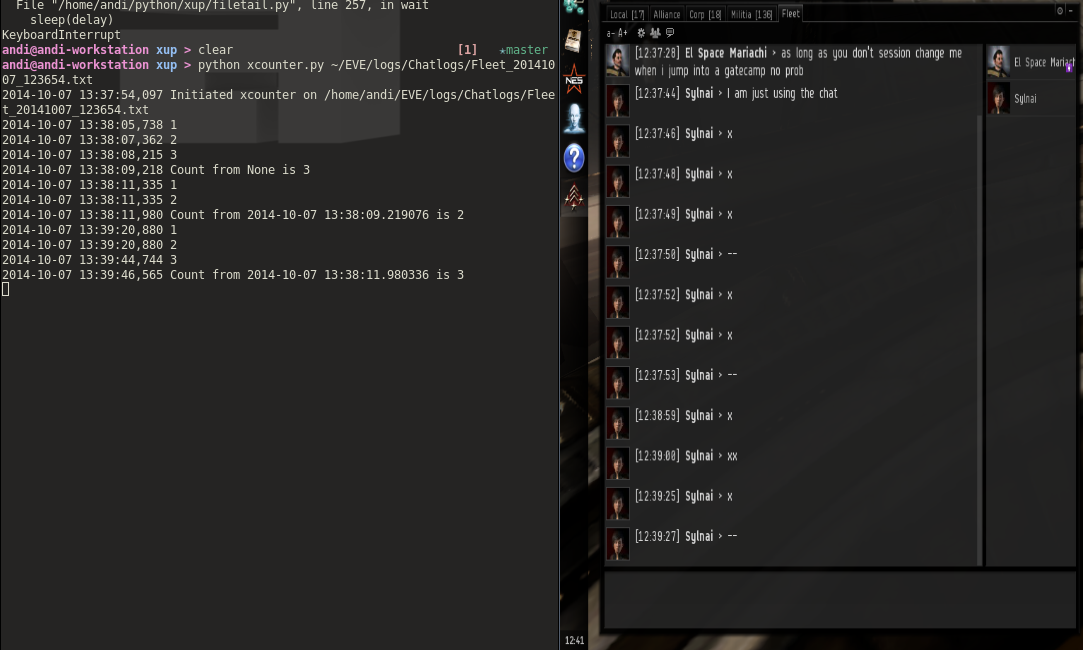 File "/home/andi/python/xup/filetail.py", line 257, in wait
sleep(delay)
KeyboardInterrupt
andi@andi-workstation xup > clear [1] ★master
andi@andi-workstation xup > python xcounter.py ~/EVE/logs/Chatlogs/Fleet_201410
07_123654.txt
2014-10-07 13:37:54,097 Initiated xcounter on /home/andi/EVE/logs/Chatlogs/Flee
t_20141007_123654.txt
2014-10-07 13:38:05,738 1
2014-10-07 13:38:07,362 2
2014-10-07 13:38:08,215 3
2014-10-07 13:38:09,218 Count from None is 3
2014-10-07 13:38:11,335 1
2014-10-07 13:38:11,335 2
2014-10-07 13:38:11,980 Count from 2014-10-07 13:38:09.219076 is 2
2014-10-07 13:39:20,880 1
2014-10-07 13:39:20,880 2
2014-10-07 13:39:44,744 3
2014-10-07 13:39:46,565 Count from 2014-10-07 13:38:11.980336 is 3
NES
?
12:41
Local [17] Alliance Corp [18] Militia [136] Fleet
a- A+
[12:37:28] El Space Mariachi > as long as you don't session change me
when i jump into a gatecamp no prob
[12:37:44] Sylnai > I am just using the chat
[12:37:46] Sylnai > x
[12:37:48] Sylnai > x
[12:37:49] Sylnai > x
[12:37:50] Sylnai > --
[12:37:52] Sylnai > x
[12:37:52] Sylnai > x
[12:37:53] Sylnai > --
[12:38:59] Sylnai > x
[12:39:00] Sylnai > xx
[12:39:25] Sylnai > x
[12:39:27] Sylnai > --
El Space Mariact
Sylnai